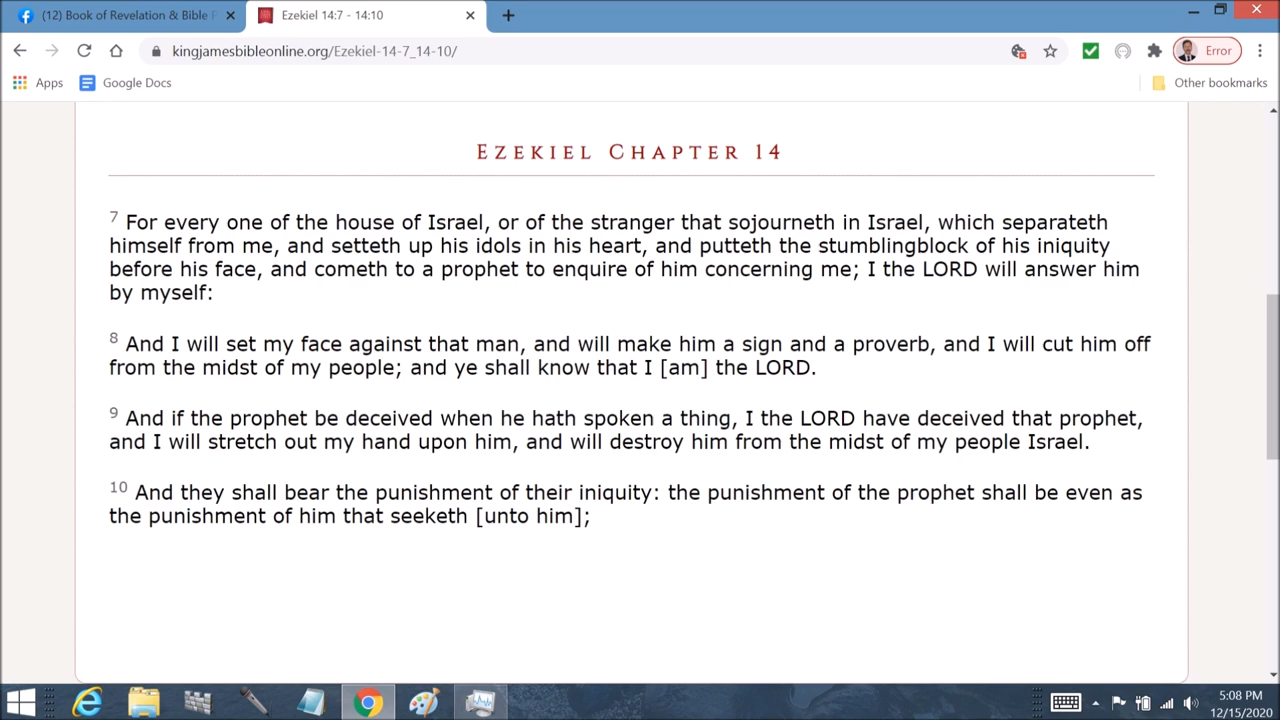 (12) Book of Revelation & Bible P
Ezekiel 14:7 - 14:10
kingjamesbibleonline.org/Ezekiel-14-7_14-10/
Error
Apps
Google Docs
Other bookmarks
Ezekiel Chapter 14
7 For every one of the house of Israel, or of the stranger that sojourneth in Israel, which separateth
himself from me, and setteth up his idols in his heart, and putteth the stumblingblock of his iniquity
before his face, and cometh to a prophet to enquire of him concerning me; I the LORD will answer him
by myself:
8 And I will set my face against that man, and will make him a sign and a proverb, and I will cut him off
from the midst of my people; and ye shall know that I [am] the LORD.
9 And if the prophet be deceived when he hath spoken a thing, I the LORD have deceived that prophet,
and I will stretch out my hand upon him, and will destroy him from the midst of my people Israel.
10 And they shall bear the punishment of their iniquity: the punishment of the prophet shall be even as
the punishment of him that seeketh [unto him];
5:08 PM
12/15/2020